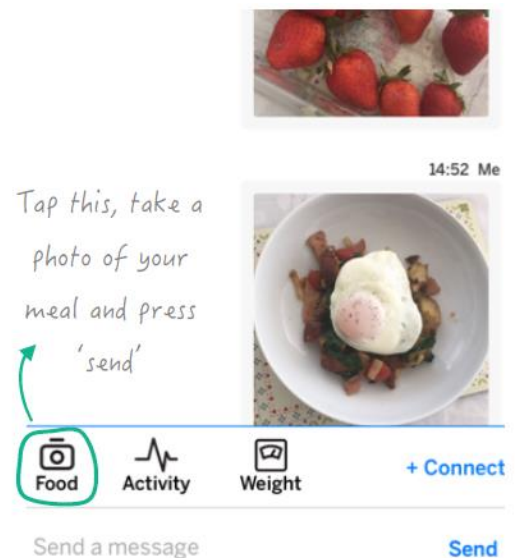 14:52 Me
Tap this, take a
photo of your
meal and press
'send'
Food
Activity
Weight
+ Connect
Send a message
Send